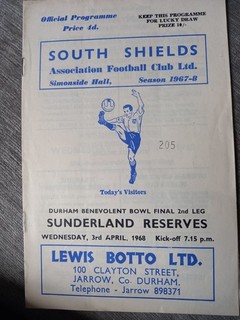 Official Programme
Price 4d.
KEEP THIS PROGRAMME
FOR LUCKY DRAW
PRIZE 10/-
SOUTH SHIELDS
Association Football Club Ltd.
Simonside Hall. Season 1967-8
205
Today's Visitors
DURHAM BENEVOLENT BOWL FINAL 2nd LEG
SUNDERLAND RESERVES
WEDNESDAY, 3rd APRIL, 1968 Kick-off 7.15 p.m.
LEWIS BOTTO LTD.
100 CLAYTON STREET,
JARROW, Co DURHAM.
Telephone - Jarrow 898371